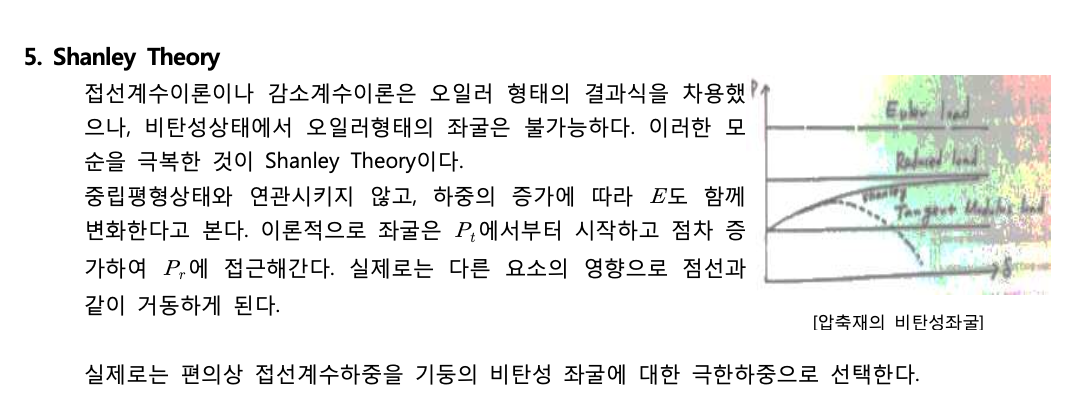 5. Shanley Theory
접선계수이론이나 감소계수이론은 오일러 형태의 결과식을 차용했
으나, 비탄성상태에서 오일러형태의 좌굴은 불가능하다. 이러한 모
순을 극복한 것이 Shanley Theory이다.
중립평형상태와 연관시키지 않고, 하중의 증가에 따라 E도 함께
변화한다고 본다. 이론적으로 좌굴은 Pt에서부터 시작하고 점차 증
가하여 Pr에 접근해간다. 실제로는 다른 요소의 영향으로 점선과
같이 거동하게 된다.
P
Euler load
Reduced load
Shanley
Tangent Modulus load
δ
[압축재의 비탄성좌굴]
실제로는 편의상 접선계수하중을 기둥의 비탄성 좌굴에 대한 극한하중으로 선택한다.